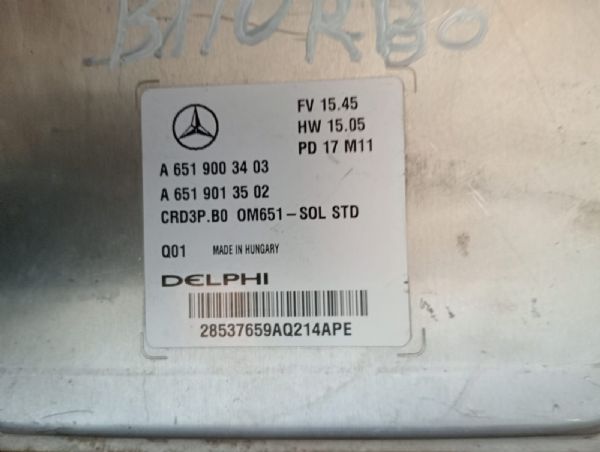 BITURBO
FV 15.45
HW 15.05
PD 17 M11
A 651 900 34 03
A 651 901 35 02
CRD3P.B0 OM651-SOL STD
Q01 MADE IN HUNGARY
DELPHI
28537659AQ214APE